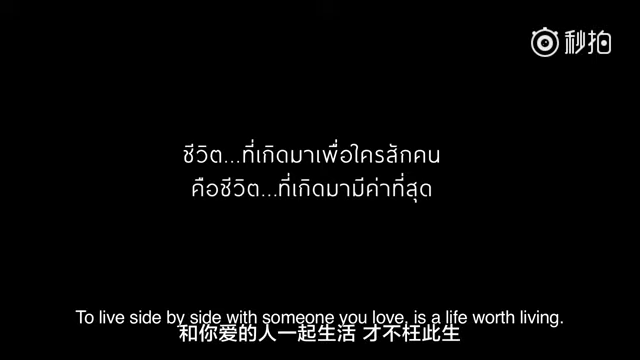 秒拍
ชีวิต...ที่เกิดมาเพื่อใครสักคน
คือชีวิต...ที่เกิดมามีค่าที่สุด
To live side by side with someone you love, is a life worth living.
和你爱的人一起生活 才不枉此生